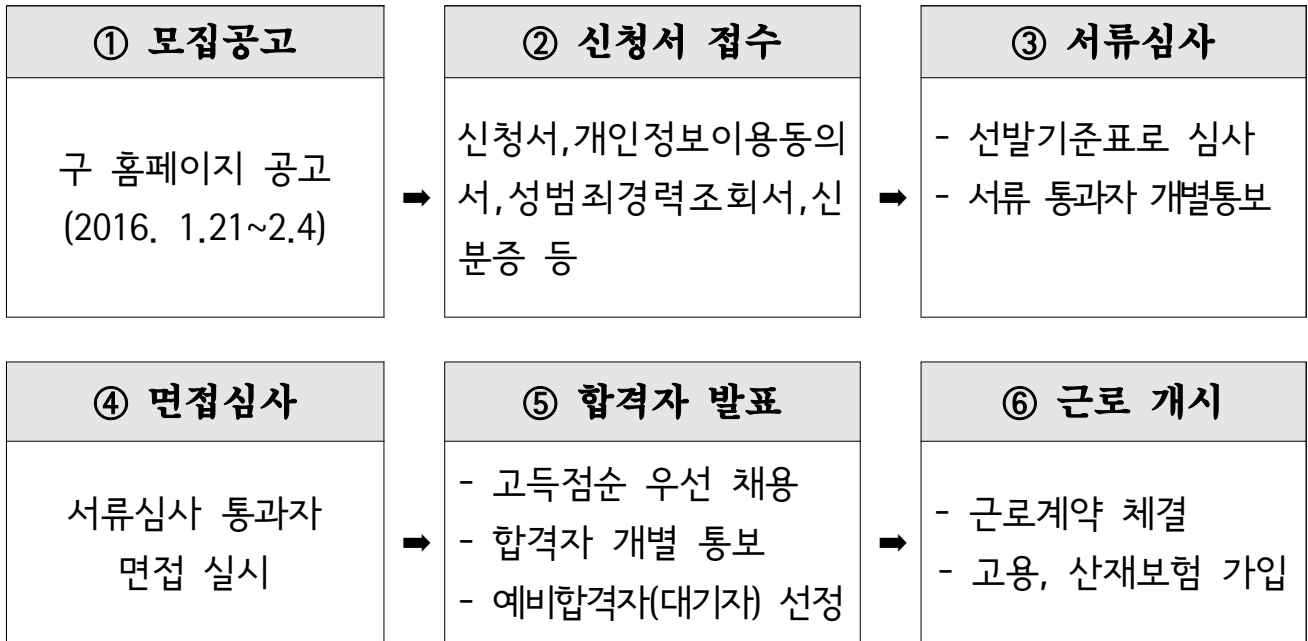 ① 모집공고
구 홈페이지 공고
(2016. 1.21~2.4)
➡
② 신청서 접수
신청서,개인정보이용동의
서,성범죄경력조회서,신
분증 등
➡
③ 서류심사
- 선발기준표로 심사
- 서류 통과자 개별통보
④ 면접심사
서류심사 통과자
면접 실시
➡
⑤ 합격자 발표
- 고득점순 우선 채용
- 합격자 개별 통보
- 예비합격자(대기자) 선정
➡
⑥ 근로 개시
- 근로계약 체결
- 고용, 산재보험 가입